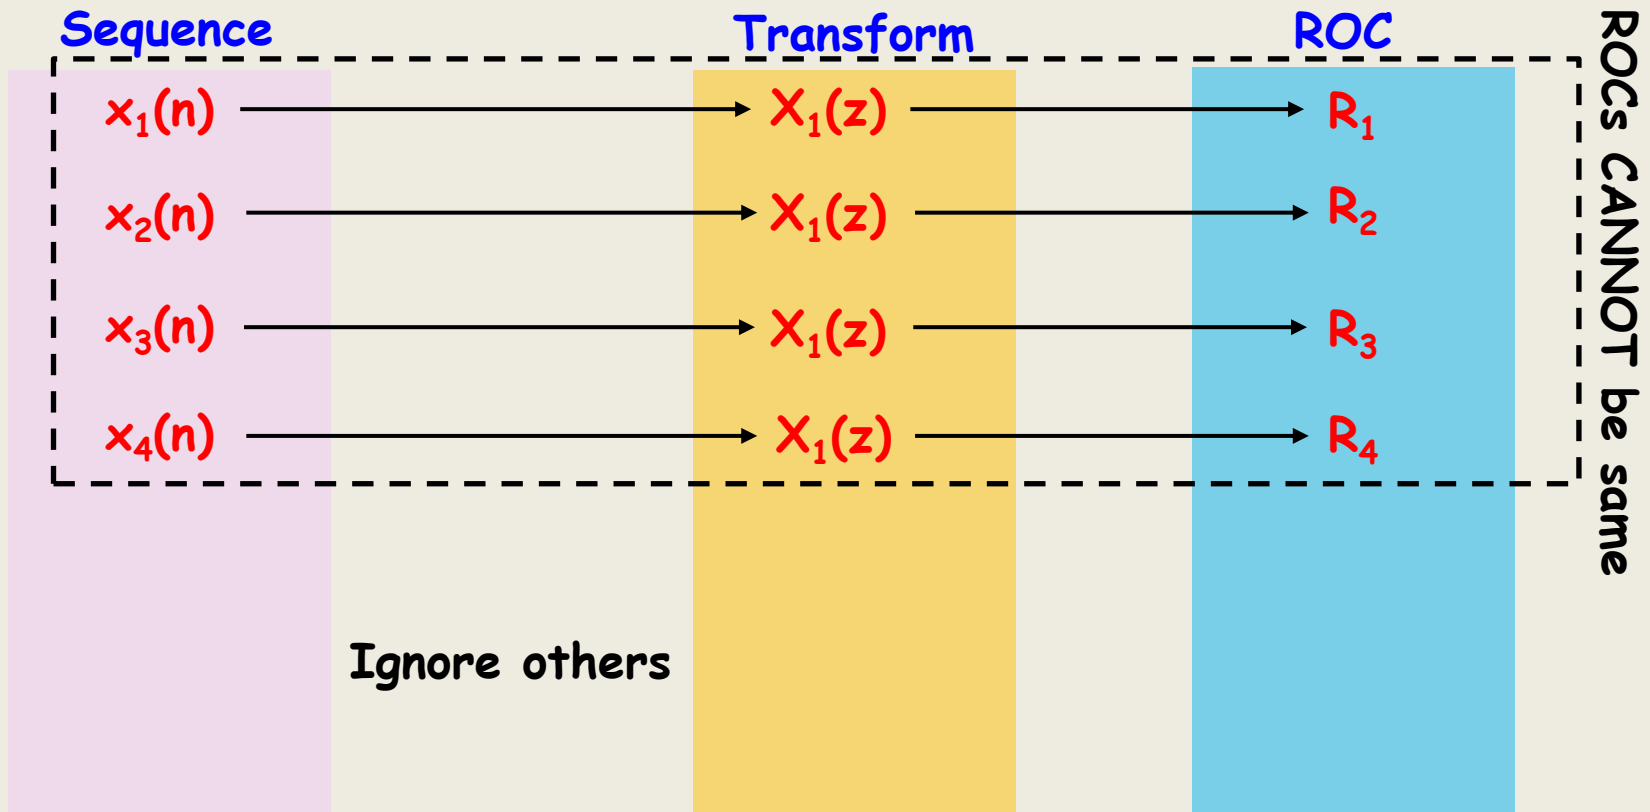 Sequence Transform ROC
x₁(n) X₁(z) R₁
x₂(n) X₁(z) R₂
x₃(n) X₁(z) R₃
x₄(n) X₁(z) R₄
Ignore others
ROCs CANNOT be same